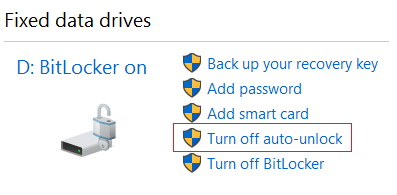 Fixed data drives
D: BitLocker on
Back up your recovery key
Add password
Add smart card
Turn off auto-unlock
Turn off BitLocker